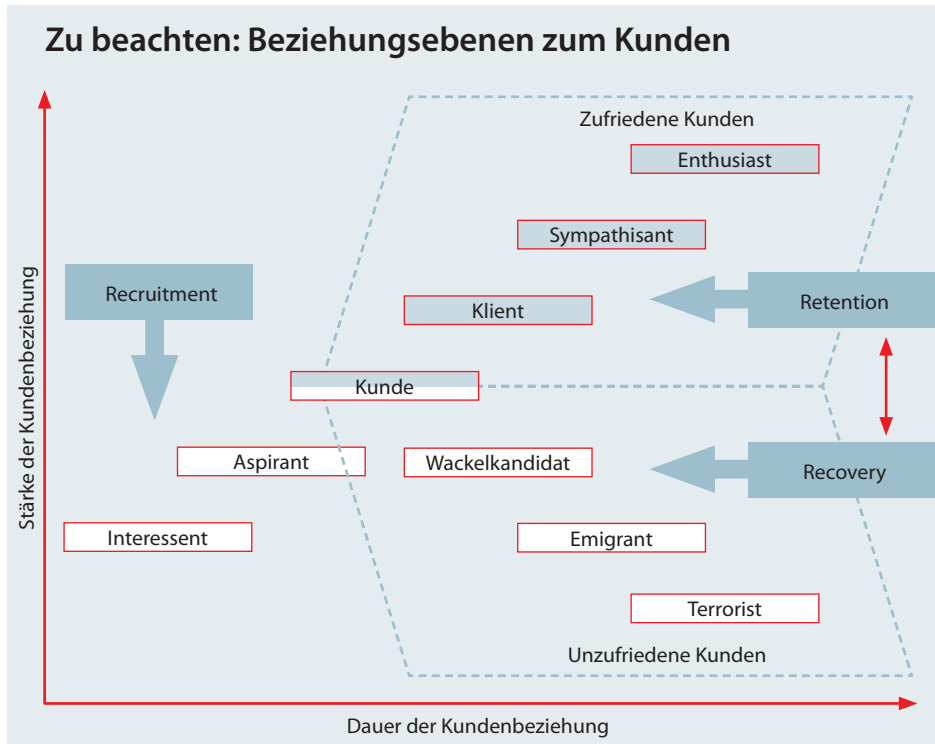 Zu beachten: Beziehungsebenen zum Kunden
Zufriedene Kunden
Enthusiast
Sympathisant
Recruitment
Klient
Retention
Kunde
Aspirant
Wackelkandidat
Recovery
Interessent
Emigrant
Terrorist
Unzufriedene Kunden
Stärke der Kundenbeziehung
Dauer der Kundenbeziehung